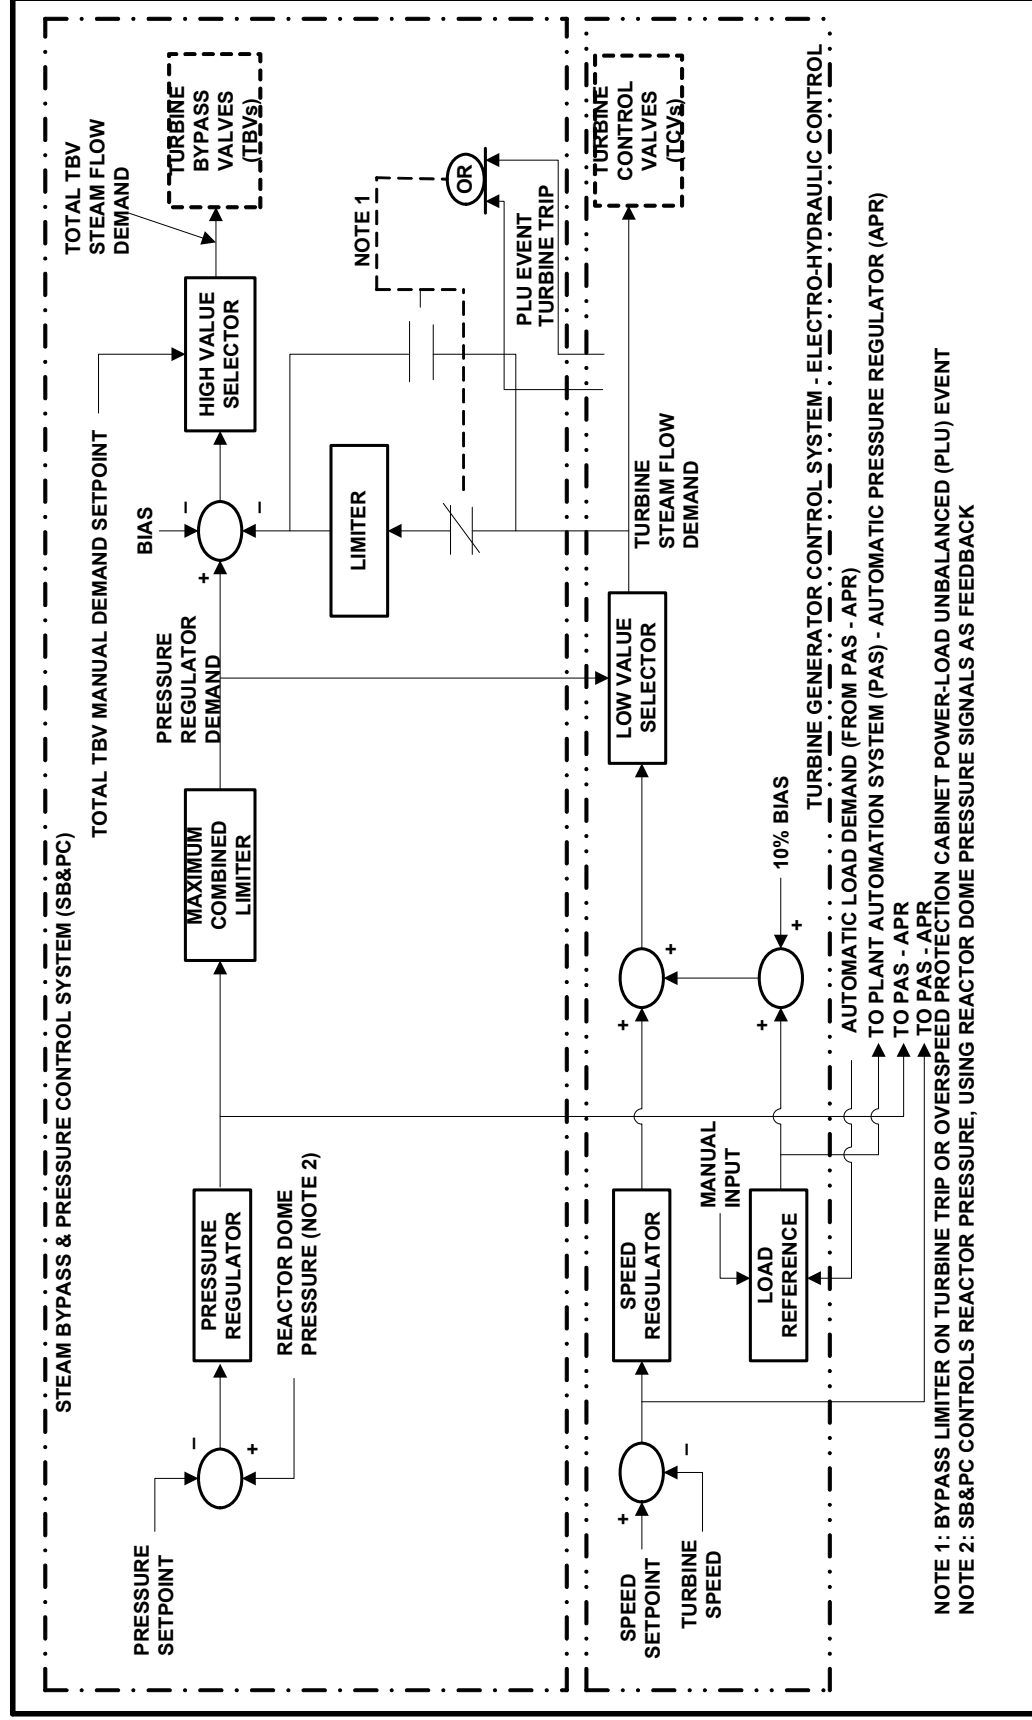 STEAM BYPASS & PRESSURE CONTROL SYSTEM (SB&PC)
TOTAL TBV MANUAL DEMAND SETPOINT
TOTAL TBV
STEAM FLOW
DEMAND
PRESSURE
SETPOINT
–
+
PRESSURE
REGULATOR
REACTOR DOME
PRESSURE (NOTE 2)
MAXIMUM
COMBINED
LIMITER
PRESSURE
REGULATOR
DEMAND
BIAS
+
–
–
HIGH VALUE
SELECTOR
TURBINE
BYPASS
VALVES
(TBVs)
LIMITER
NOTE 1
OR
PLU EVENT
TURBINE TRIP
SPEED
SETPOINT
+
–
TURBINE
SPEED
SPEED
REGULATOR
MANUAL
INPUT
LOAD
REFERENCE
+
+
+
+
10% BIAS
LOW VALUE
SELECTOR
TURBINE
STEAM FLOW
DEMAND
TURBINE
CONTROL
VALVES
(TCVs)
TURBINE GENERATOR CONTROL SYSTEM - ELECTRO-HYDRAULIC CONTROL
AUTOMATIC LOAD DEMAND (FROM PAS - APR)
TO PLANT AUTOMATION SYSTEM (PAS) - AUTOMATIC PRESSURE REGULATOR (APR)
TO PAS - APR
TO PAS - APR
NOTE 1: BYPASS LIMITER ON TURBINE TRIP OR OVERSPEED PROTECTION CABINET POWER-LOAD UNBALANCED (PLU) EVENT
NOTE 2: SB&PC CONTROLS REACTOR PRESSURE, USING REACTOR DOME PRESSURE SIGNALS AS FEEDBACK